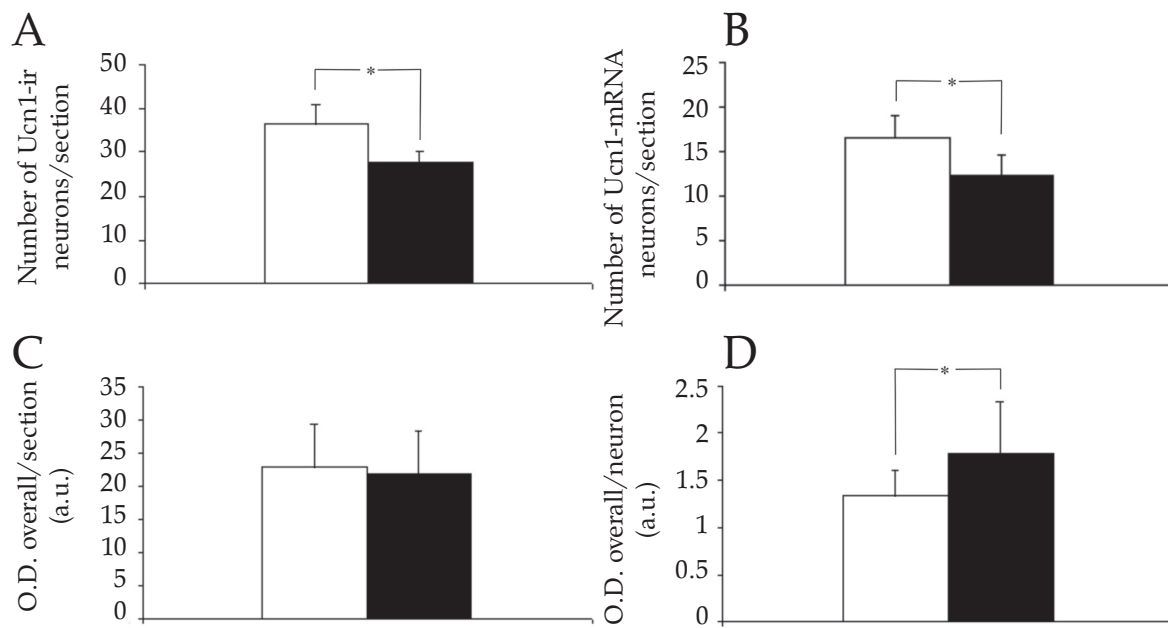 A
Number of Ucn1-ir
neurons/section
50
40
30
20
10
0
*
B
Number of Ucn1-mRNA
neurons/section
25
20
15
10
5
0
*
C
O.D. overall/section
(a.u.)
35
30
25
20
15
10
5
0
D
O.D. overall/neuron
(a.u.)
2.5
2
1.5
1
0.5
0
*